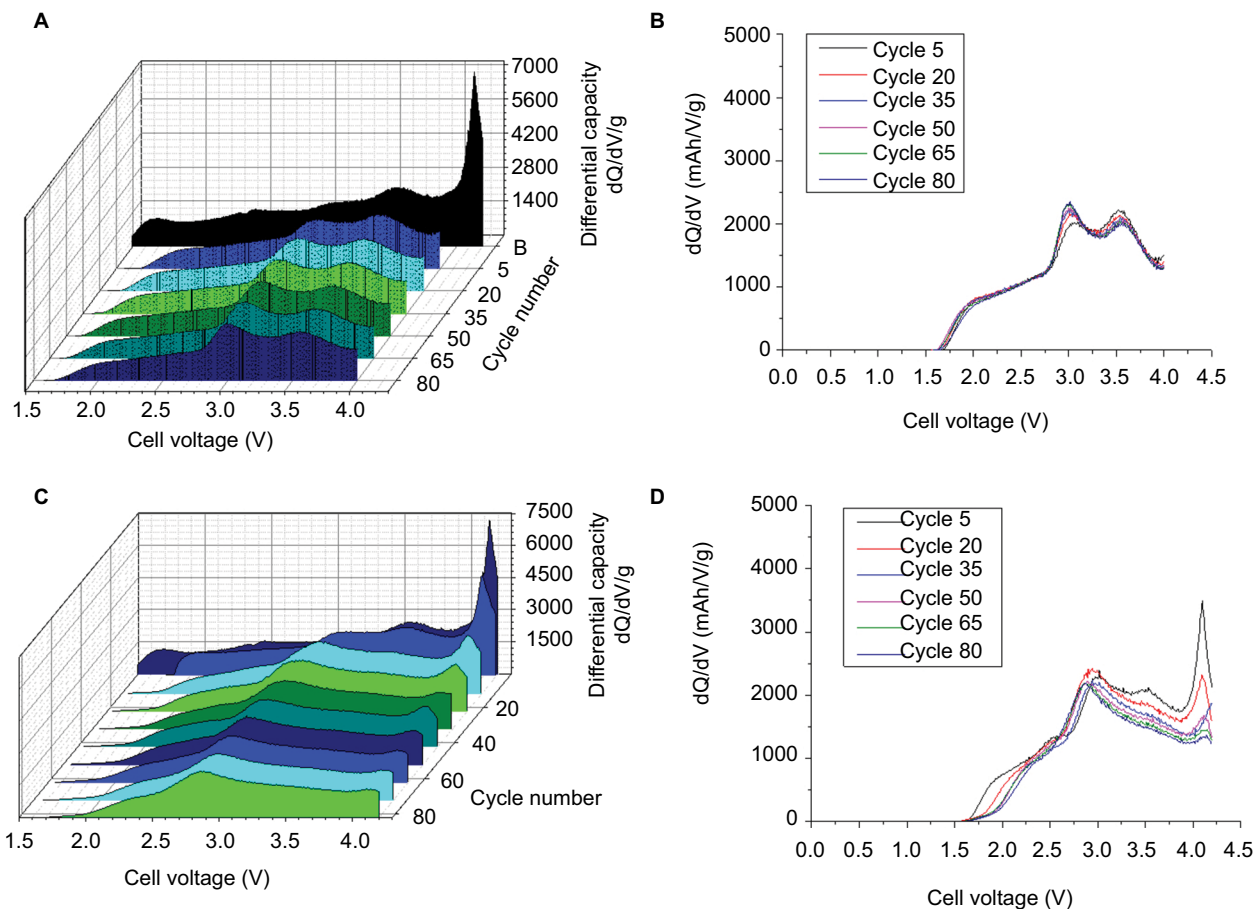 A
7000
5600
4200
2800
1400
Differential capacity
dQ/dV/g
B
5
20
35
50
65
80
Cycle number
1.5
2.0
2.5
3.0
3.5
4.0
Cell voltage (V)
B
5000
4000
3000
2000
1000
0
dQ/dV (mAh/V/g)
Cycle 5
Cycle 20
Cycle 35
Cycle 50
Cycle 65
Cycle 80
0.0
0.5
1.0
1.5
2.0
2.5
3.0
3.5
4.0
4.5
Cell voltage (V)
C
7500
6000
4500
3000
1500
Differential capacity
dQ/dV/g
20
40
60
80
Cycle number
1.5
2.0
2.5
3.0
3.5
4.0
Cell voltage (V)
D
5000
4000
3000
2000
1000
0
dQ/dV (mAh/V/g)
Cycle 5
Cycle 20
Cycle 35
Cycle 50
Cycle 65
Cycle 80
0.0
0.5
1.0
1.5
2.0
2.5
3.0
3.5
4.0
4.5
Cell voltage (V)